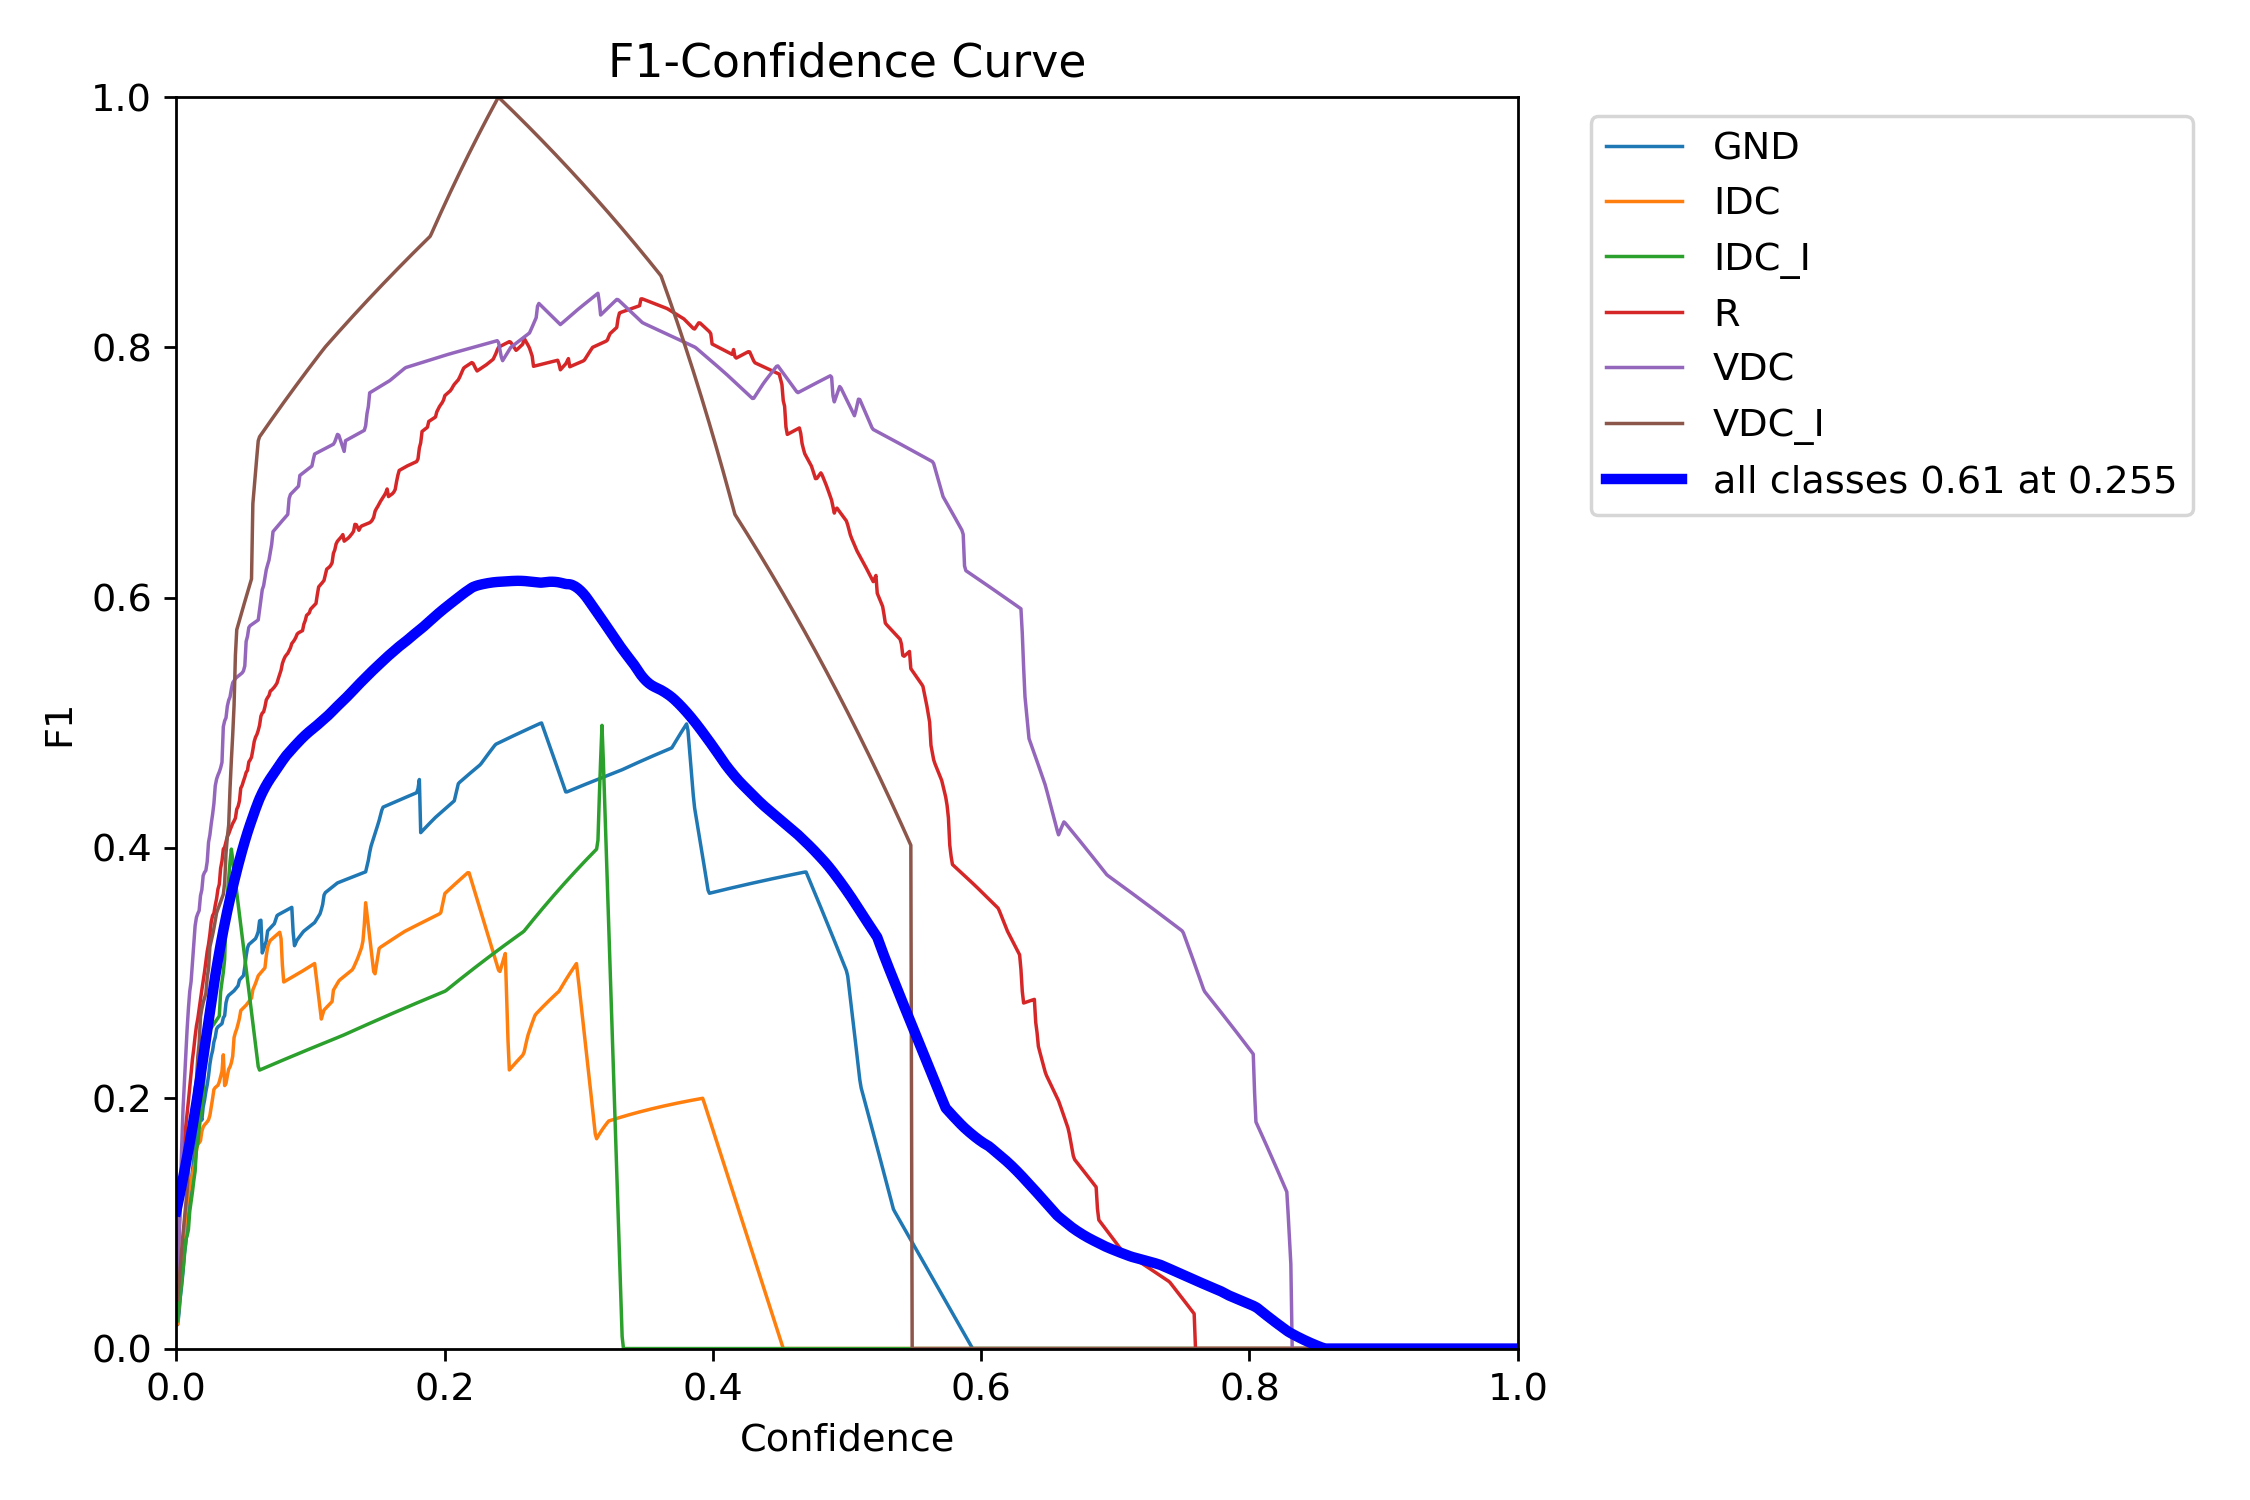 F1-Confidence Curve
1.0
0.8
0.6
0.4
0.2
0.0
F1
0.0 0.2 0.4 0.6 0.8 1.0
Confidence
GND
IDC
IDC_I
R
VDC
VDC_I
all classes 0.61 at 0.255